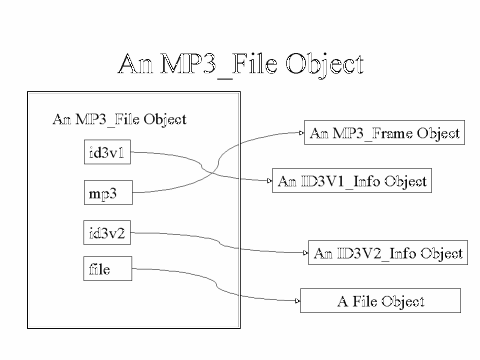 An MP3_File Object
An MP3_File Object
id3v1
mp3
id3v2
file
An MP3_Frame Object
An ID3V1_Info Object
An ID3V2_Info Object
A File Object